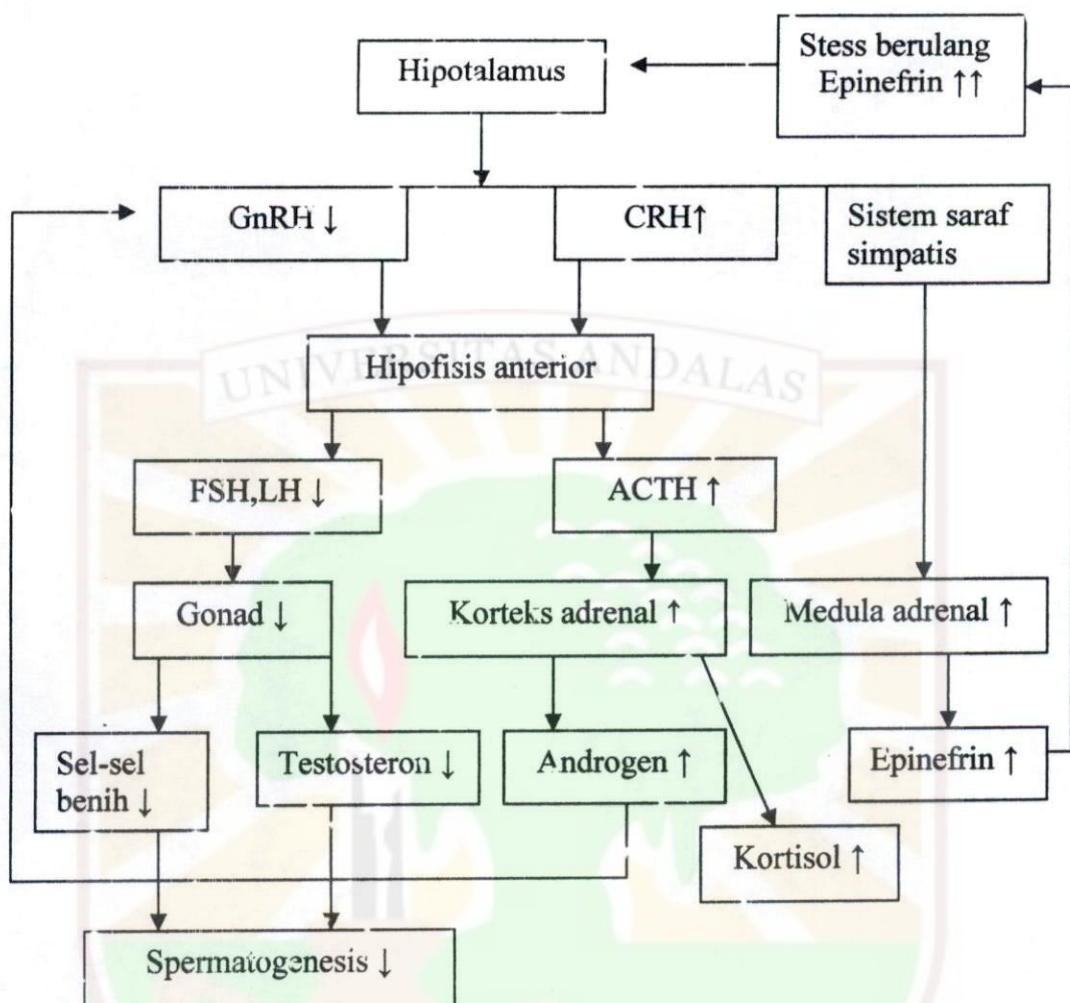 Stess berulang
Epinefrin ↑↑
Hipotalamus
GnRH ↓
CRH↑
Sistem saraf
simpatis
Hipofisis anterior
UNIVERSITAS ANDALAS
FSH,LH ↓
ACTH ↑
Gonad ↓
Korteks adrenal ↑
Medula adrenal ↑
Sel-sel
benih ↓
Testosteron ↓
Androgen ↑
Epinefrin ↑
Kortisol ↑
Spermatogenesis ↓